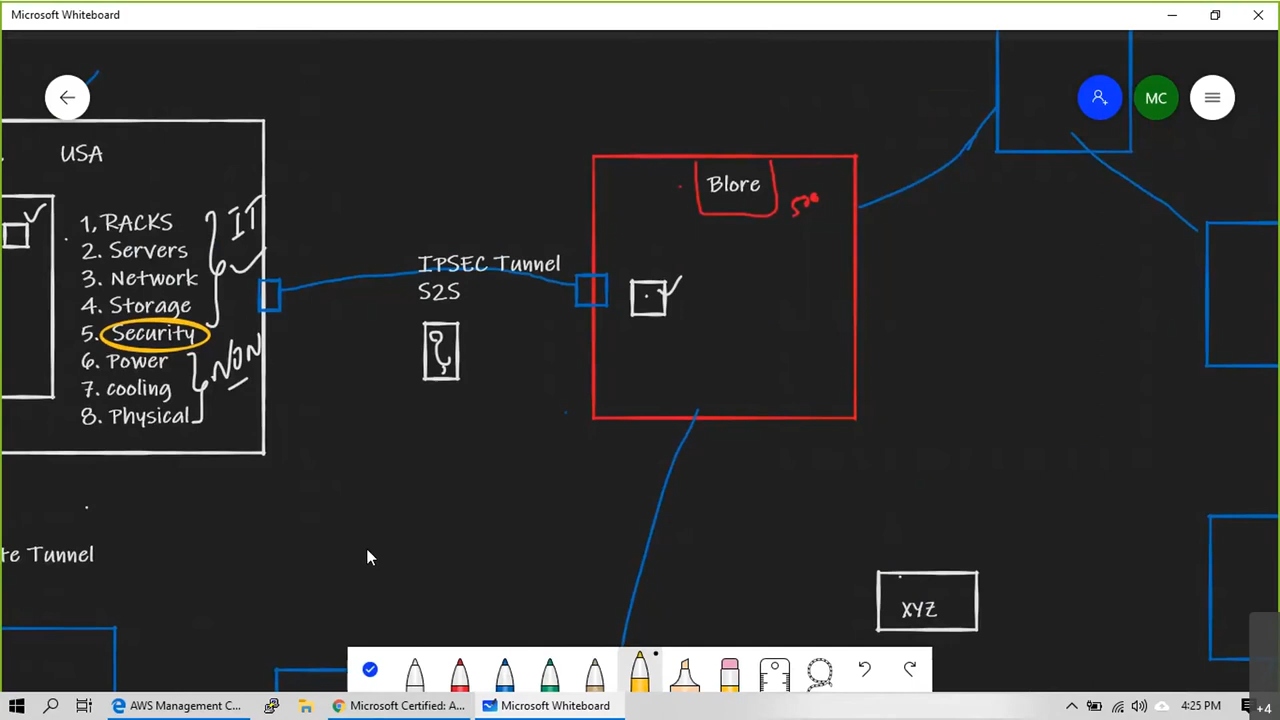 Microsoft Whiteboard
MC
USA
1, RACKS
2. Servers
3. Network
4. Storage
5. Security
6. Power
7. cooling
8. Physical
IT
NON
IPSEC Tunnel
S2S
Blore
500
XYZ
te Tunnel
AWS Management C...
Microsoft Certified: A...
Microsoft Whiteboard
4:25 PM
+4